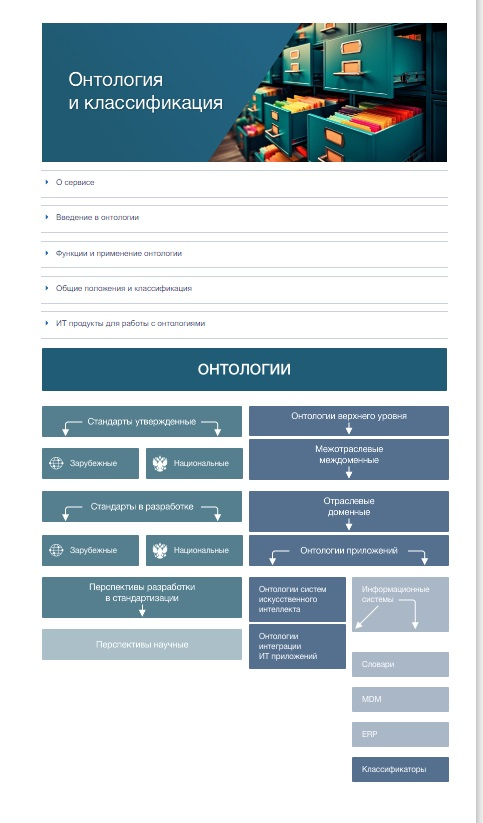 Онтология
и классификация
О сервисе
Введение в онтологии
Функции и применение онтологии
Общие положения и классификация
ИТ продукты для работы с онтологиями
ОНТОЛОГИИ
Стандарты утвержденные
Зарубежные
Национальные
Стандарты в разработке
Зарубежные
Национальные
Перспективы разработки
в стандартизации
Перспективы научные
Онтологии верхнего уровня
Межотраслевые
междоменные
Отраслевые
доменные
Онтологии приложений
Онтологии систем
искусственного
интеллекта
Онтологии
интеграции
ИТ приложений
Информационные
системы
Словари
MDM
ERP
Классификаторы